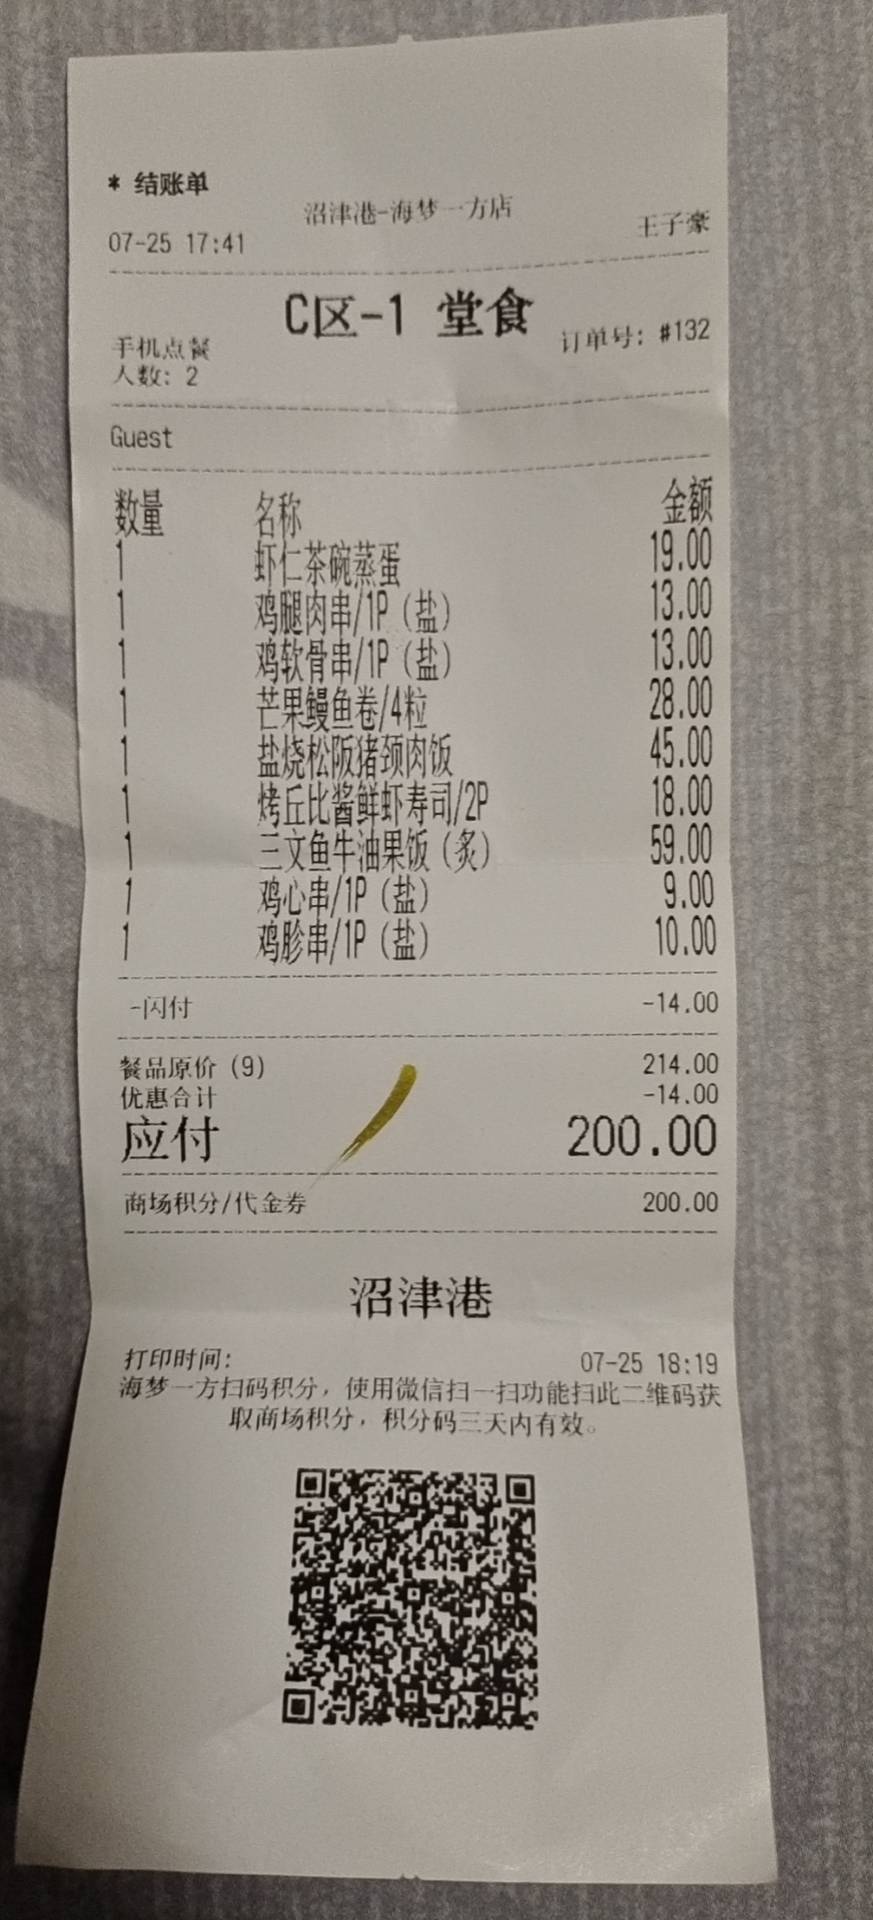 * 结账单
沼津港-海梦一方店
07-25 17:41 王子豪
C区-1 堂食
手机点餐 订单号: #132
人数: 2
Guest
数量 名称 金额
1 虾仁茶碗蒸蛋 19.00
1 鸡腿肉串/1P（盐） 13.00
1 鸡软骨串/1P（盐） 13.00
1 芒果鳗鱼卷/4粒 28.00
1 盐烧松阪猪颈肉饭 45.00
1 烤丘比酱鲜虾寿司/2P 18.00
1 三文鱼牛油果饭（炙） 59.00
1 鸡心串/1P（盐） 9.00
1 鸡胗串/1P（盐） 10.00
-闪付 -14.00
餐品原价 (9) 214.00
优惠合计 -14.00
应付 200.00
商场积分/代金券 200.00
沼津港
打印时间: 07-25 18:19
海梦一方扫码积分，使用微信扫一扫功能扫此二维码获
取商场积分，积分码三天内有效。